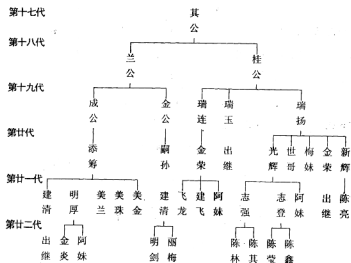 第十七代 其公
第十八代 兰公 桂公
第十九代 成公 金公 瑞连 瑞玉 瑞扬
第廿代 添筹 嗣孙 金荣 出继 光辉 世哥 梅妹 金荣 新辉
第廿一代 建清 明厚 美兰 美珠 美金 建清 飞龙 建飞 阿妹 志强 志登 阿妹 出继 陈亮
第廿二代 出继 金炎 阿妹 明剑 丽梅 陈林 陈其 陈莹 陈鑫